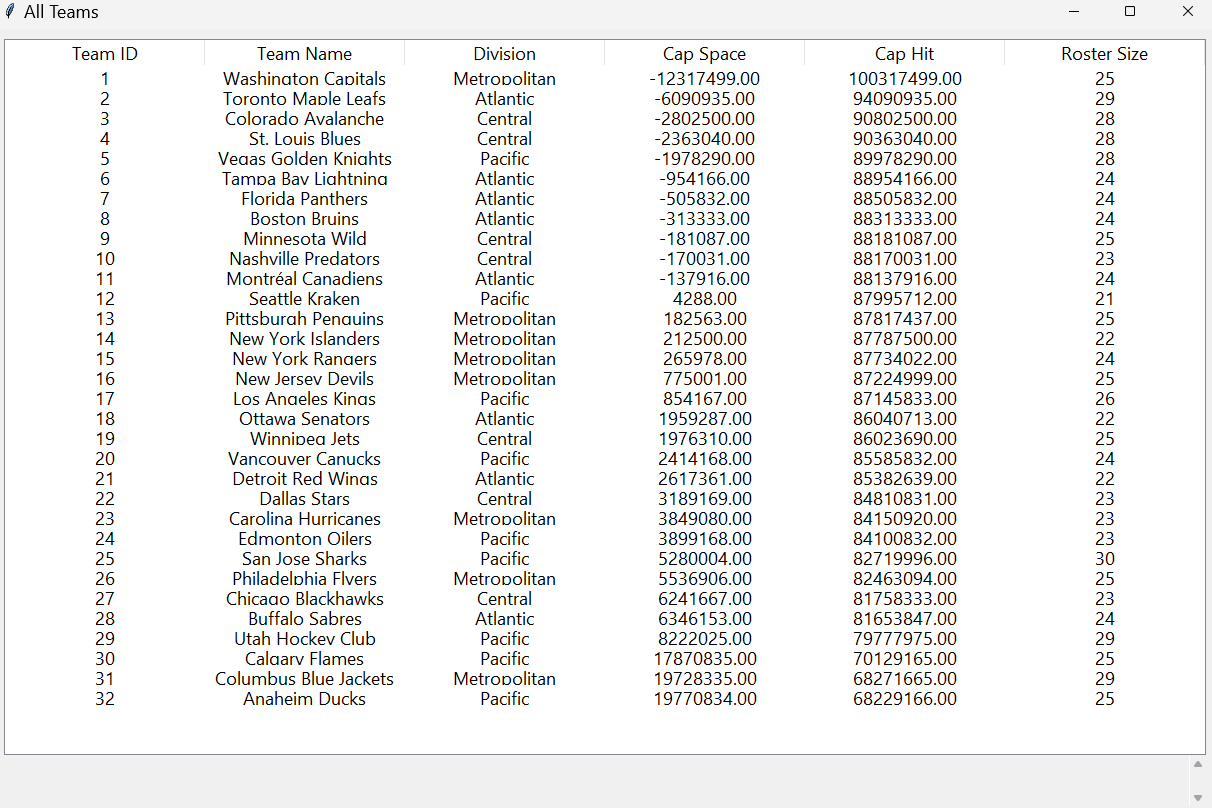 All Teams
Team ID Team Name Division Cap Space Cap Hit Roster Size
1 Washington Capitals Metropolitan -12317499.00 100317499.00 25
2 Toronto Maple Leafs Atlantic -6090935.00 94090935.00 29
3 Colorado Avalanche Central -2802500.00 90802500.00 28
4 St. Louis Blues Central -2363040.00 90363040.00 28
5 Vegas Golden Knights Pacific -1978290.00 89978290.00 28
6 Tampa Bay Lightning Atlantic -954166.00 88954166.00 24
7 Florida Panthers Atlantic -505832.00 88505832.00 24
8 Boston Bruins Atlantic -313333.00 88313333.00 24
9 Minnesota Wild Central -181087.00 88181087.00 25
10 Nashville Predators Central -170031.00 88170031.00 23
11 Montréal Canadiens Atlantic -137916.00 88137916.00 24
12 Seattle Kraken Pacific 4288.00 87995712.00 21
13 Pittsburgh Penguins Metropolitan 182563.00 87817437.00 25
14 New York Islanders Metropolitan 212500.00 87787500.00 22
15 New York Rangers Metropolitan 265978.00 87734022.00 24
16 New Jersey Devils Metropolitan 775001.00 87224999.00 25
17 Los Angeles Kings Pacific 854167.00 87145833.00 26
18 Ottawa Senators Atlantic 1959287.00 86040713.00 22
19 Winnipeg Jets Central 1976310.00 86023690.00 25
20 Vancouver Canucks Pacific 2414168.00 85585832.00 24
21 Detroit Red Wings Atlantic 2617361.00 85382639.00 22
22 Dallas Stars Central 3189169.00 84810831.00 23
23 Carolina Hurricanes Metropolitan 3849080.00 84150920.00 23
24 Edmonton Oilers Pacific 3899168.00 84100832.00 23
25 San Jose Sharks Pacific 5280004.00 82719996.00 30
26 Philadelphia Flyers Metropolitan 5536906.00 82463094.00 25
27 Chicago Blackhawks Central 6241667.00 81758333.00 23
28 Buffalo Sabres Atlantic 6346153.00 81653847.00 24
29 Utah Hockey Club Pacific 8222025.00 79777975.00 29
30 Calgary Flames Pacific 17870835.00 70129165.00 25
31 Columbus Blue Jackets Metropolitan 19728335.00 68271665.00 29
32 Anaheim Ducks Pacific 19770834.00 68229166.00 25